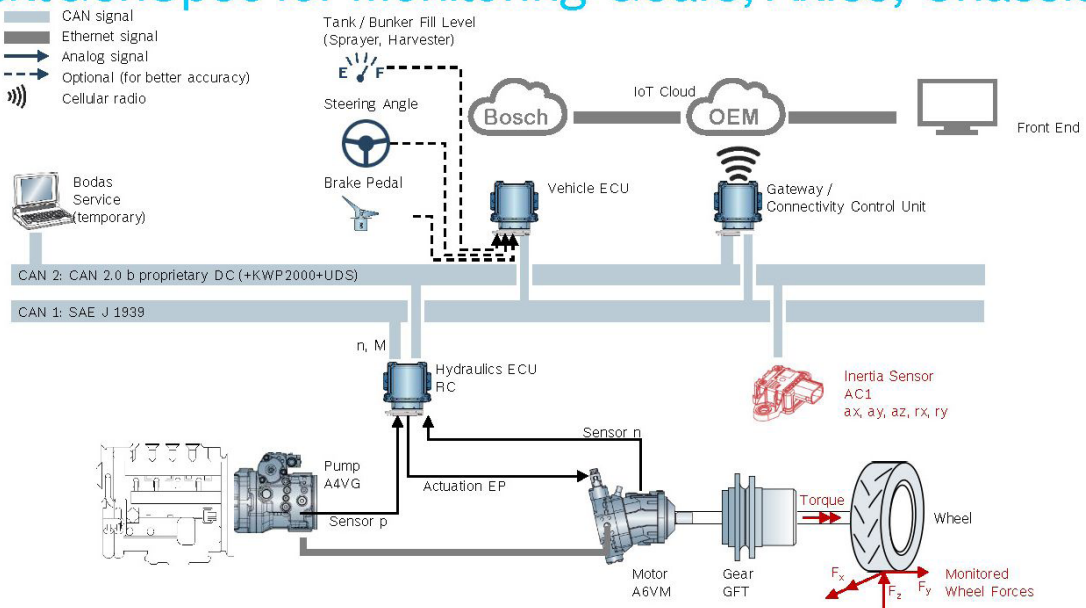 Monitoring Gears, Axles, Chassis
CAN signal
Ethernet signal
Analog signal
Optional (for better accuracy)
Cellular radio
Tank / Bunker Fill Level
(Sprayer, Harvester)
E F
Steering Angle
Brake Pedal
Bosch
IoT Cloud
OEM
Front End
Bodas
Service
(temporary)
Vehicle ECU
Gateway /
Connectivity Control Unit
CAN 2: CAN 2.0 b proprietary DC (+KWP2000+UDS)
CAN 1: SAE J 1939
n, M
Hydraulics ECU
RC
Inertia Sensor
AC1
ax, ay, az, rx, ry
Sensor n
Pump
A4VG
Actuation EP
Sensor p
Torque
Wheel
Motor
A6VM
Gear
GFT
Fx
Fz
Fy
Monitored
Wheel Forces